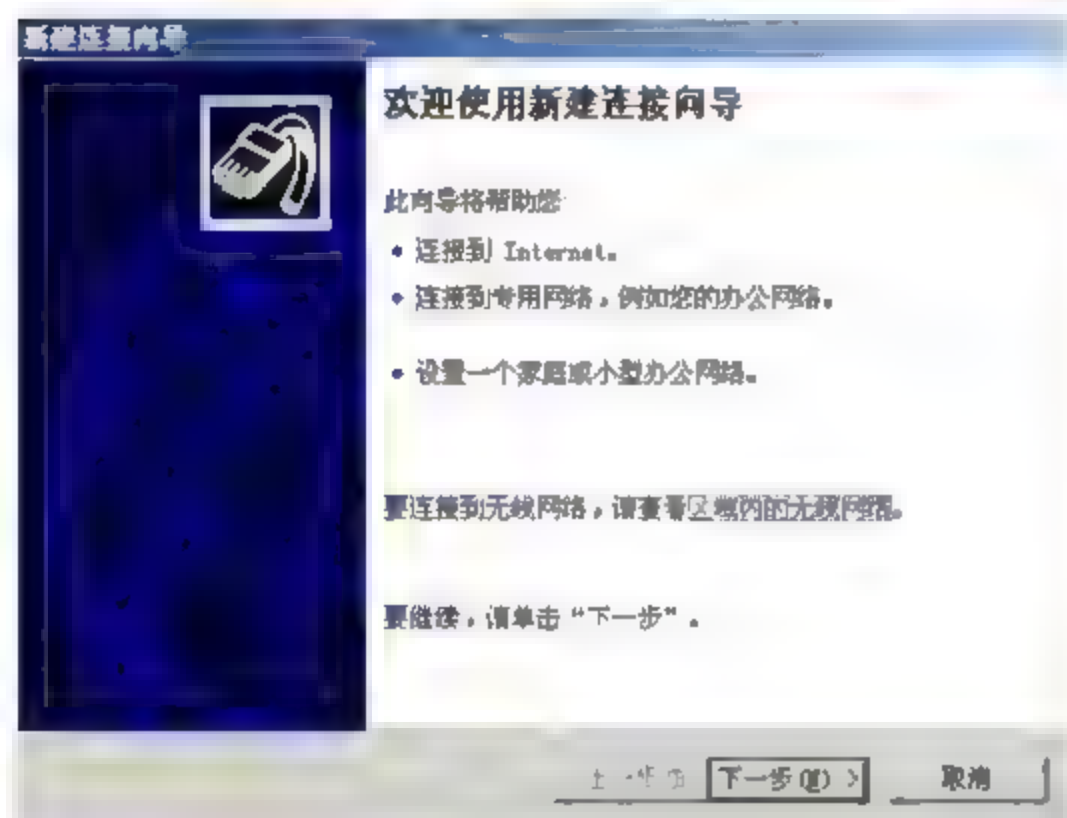 新建连接向导
欢迎使用新建连接向导
此向导将帮助您
• 连接到 Internet。
• 连接到专用网络，例如您的办公网络。
• 设置一个家庭或小型办公网络。
要连接到无线网络，请查看区域内的无线网络。
要继续，请单击“下一步”。
下一步(N) > 取消